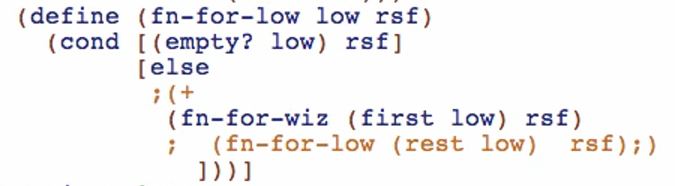 (define (fn-for-low low rsf)
(cond [(empty? low) rsf]
[else
;(+
(fn-for-wiz (first low) rsf)
; (fn-for-low (rest low) rsf);)
]))]